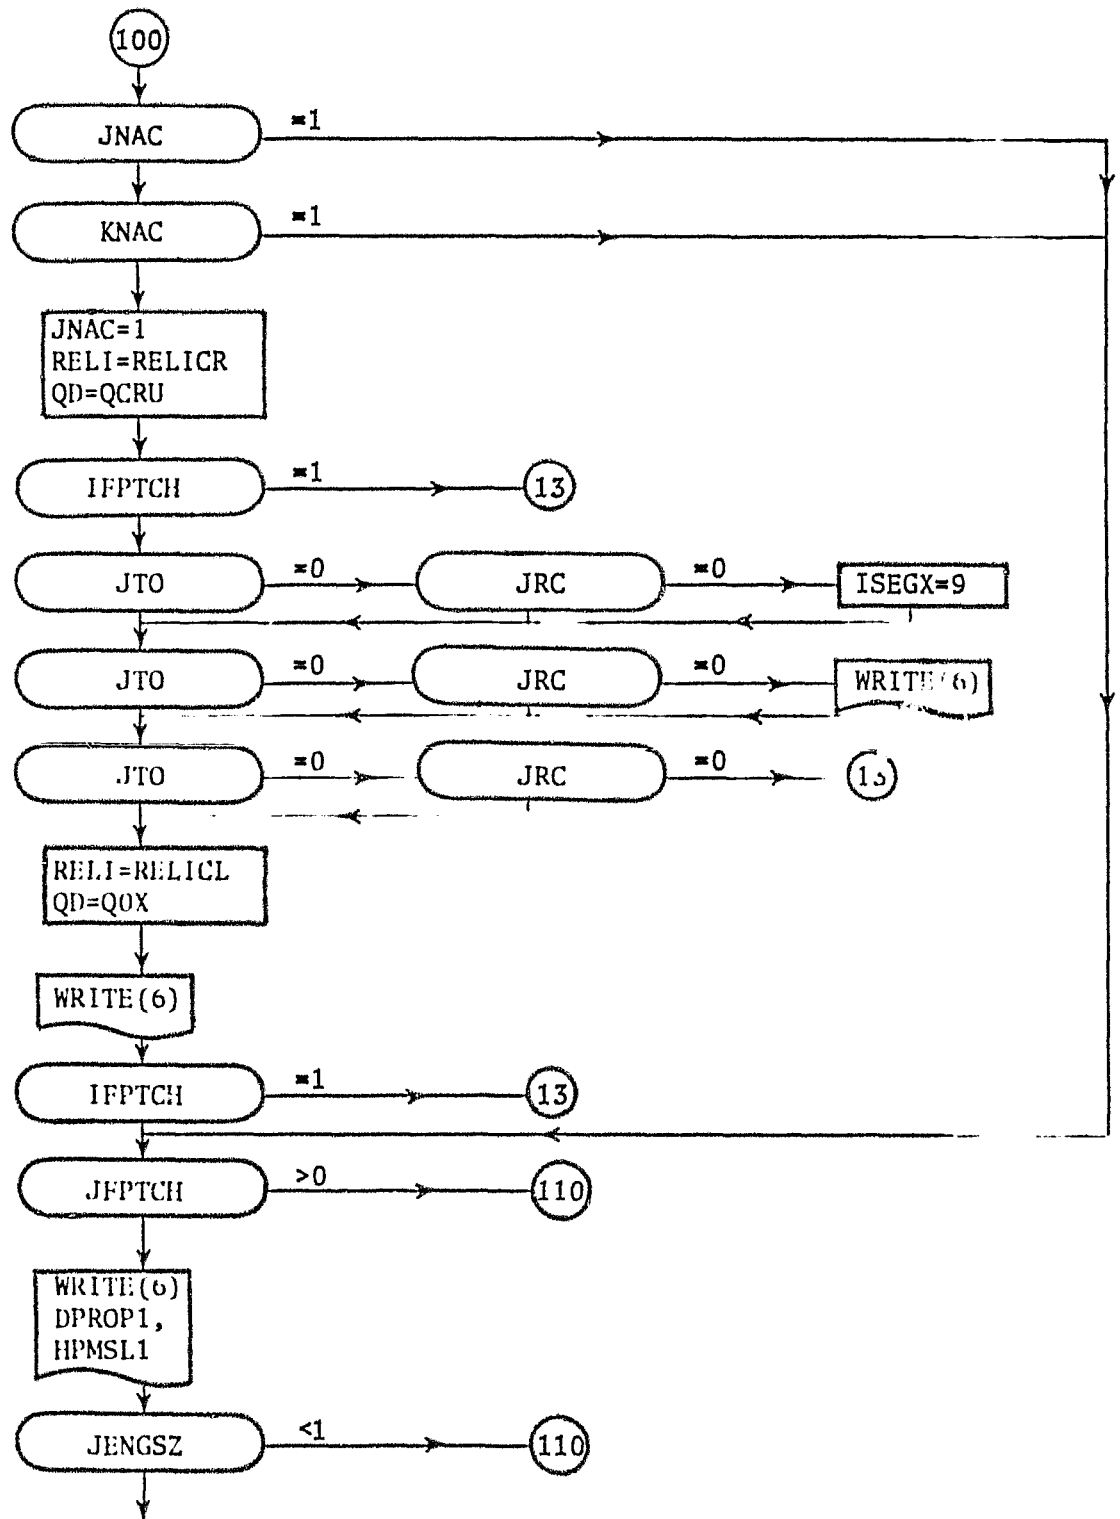 100
JNAC =1
KNAC =1
JNAC=1
RELI=RELICR
QD=QCRU
IFPTCH =1 13
JTO =0 JRC =0 ISEGX=9
JTO =0 JRC =0 WRITE(6)
JTO =0 JRC =0
RELI=RELICL
QD=QOX
WRITE(6)
IFPTCH =1 13
JFPTCH >0 110
WRITE(6)
DPROP1,
HPMSL1
JENGSZ <1 110